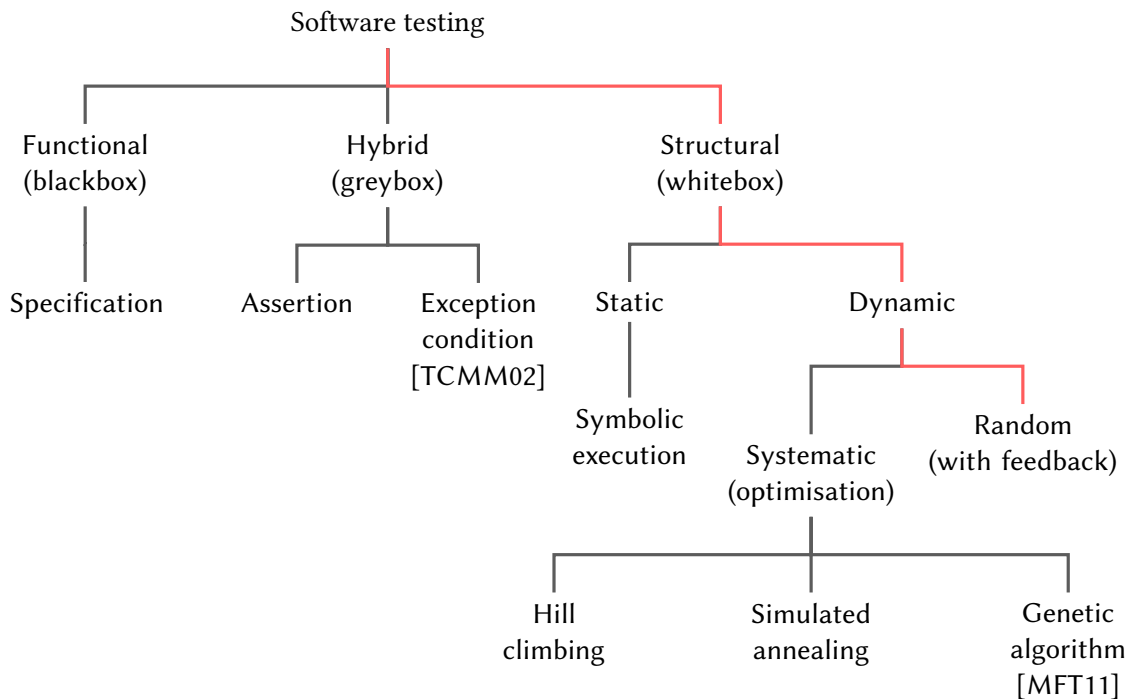 Software testing
Functional
(blackbox)
Hybrid
(greybox)
Structural
(whitebox)
Specification
Assertion
Exception
condition
[TCMM02]
Static
Dynamic
Symbolic
execution
Systematic
(optimisation)
Random
(with feedback)
Hill
climbing
Simulated
annealing
Genetic
algorithm
[MFT11]